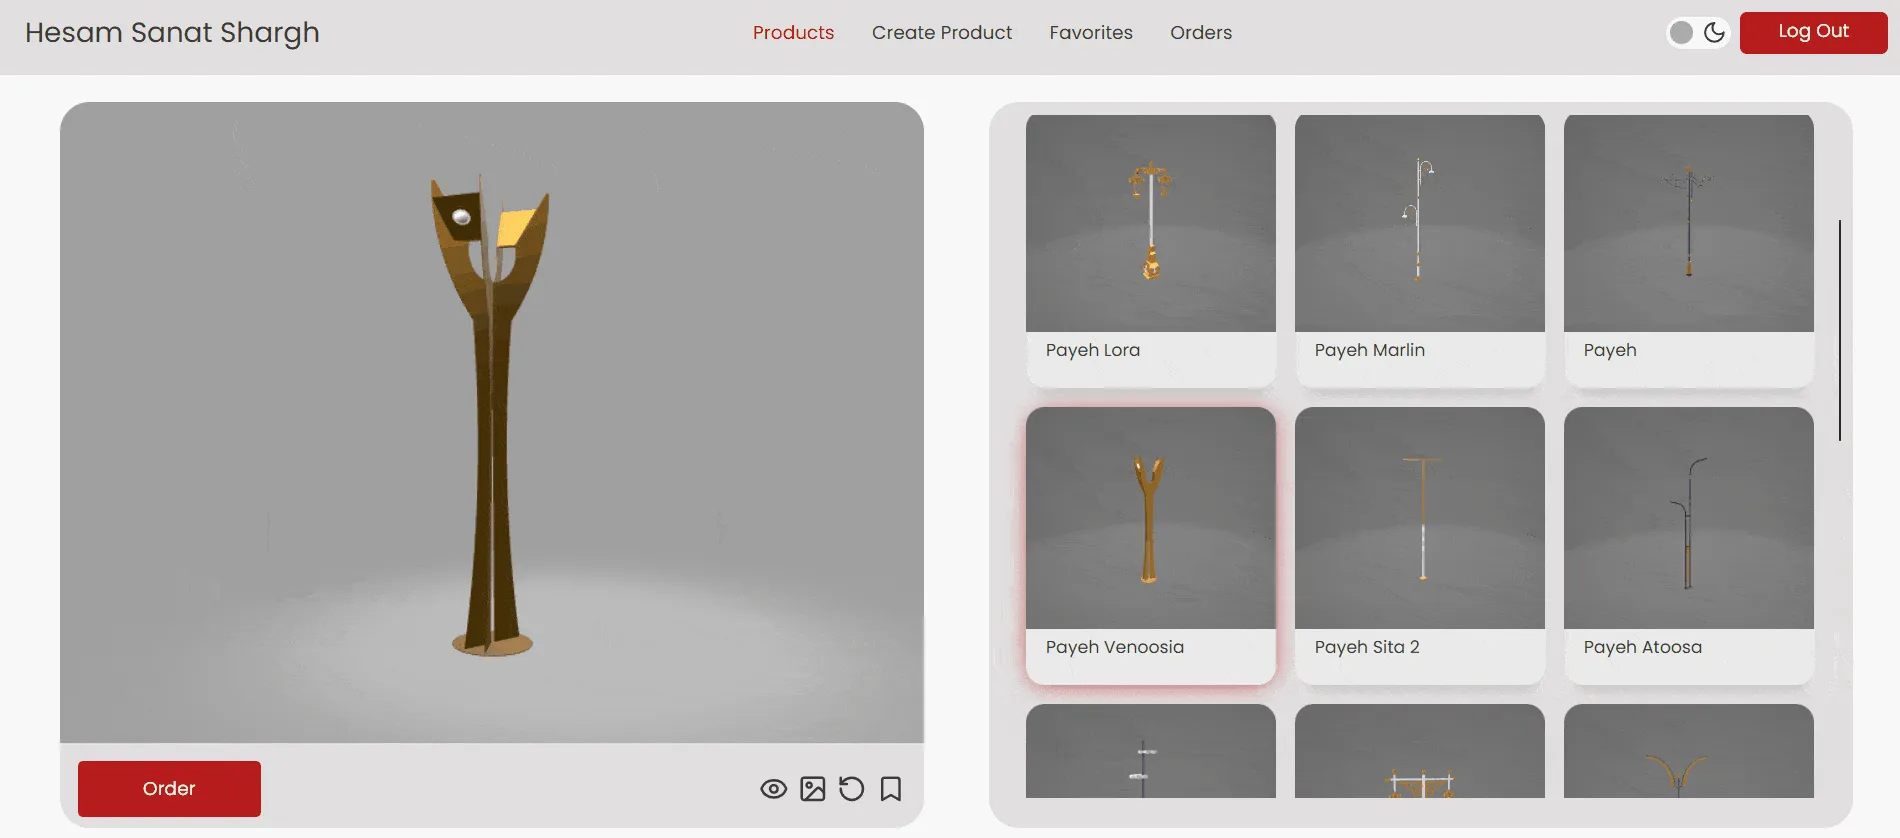 Hesam Sanat Shargh
Products Create Product Favorites Orders
Log Out
Order
Payeh Lora
Payeh Marlin
Payeh
Payeh Venoosia
Payeh Sita 2
Payeh Atoosa